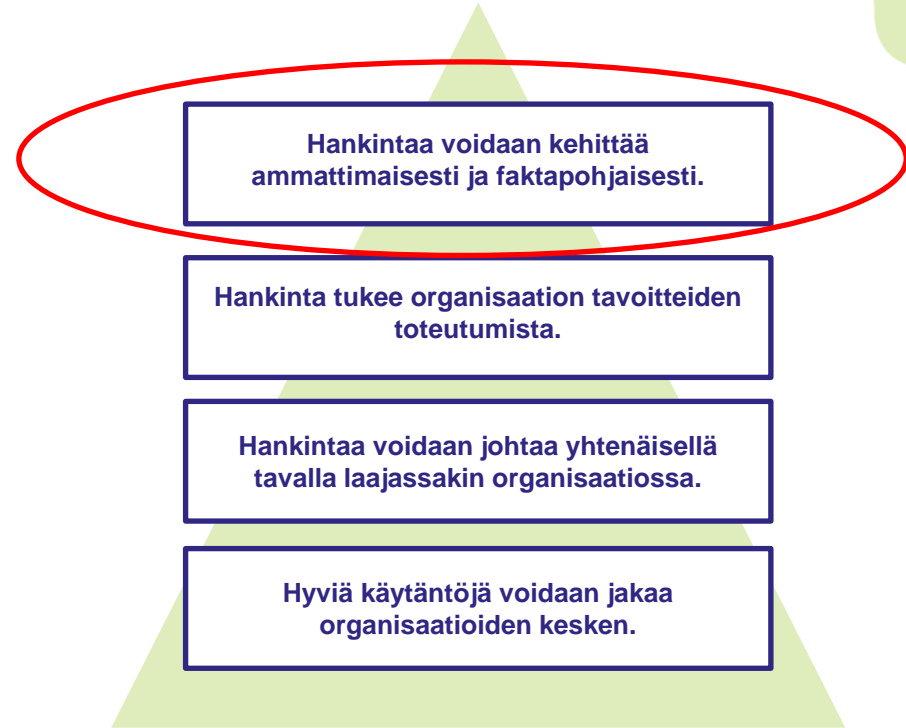 Hankintaa voidaan kehittää
ammattimaisesti ja faktapohjaisesti.
Hankinta tukee organisaation tavoitteiden
toteutumista.
Hankintaa voidaan johtaa yhtenäisellä
tavalla laajassakin organisaatiossa.
Hyviä käytäntöjä voidaan jakaa
organisaatioiden kesken.